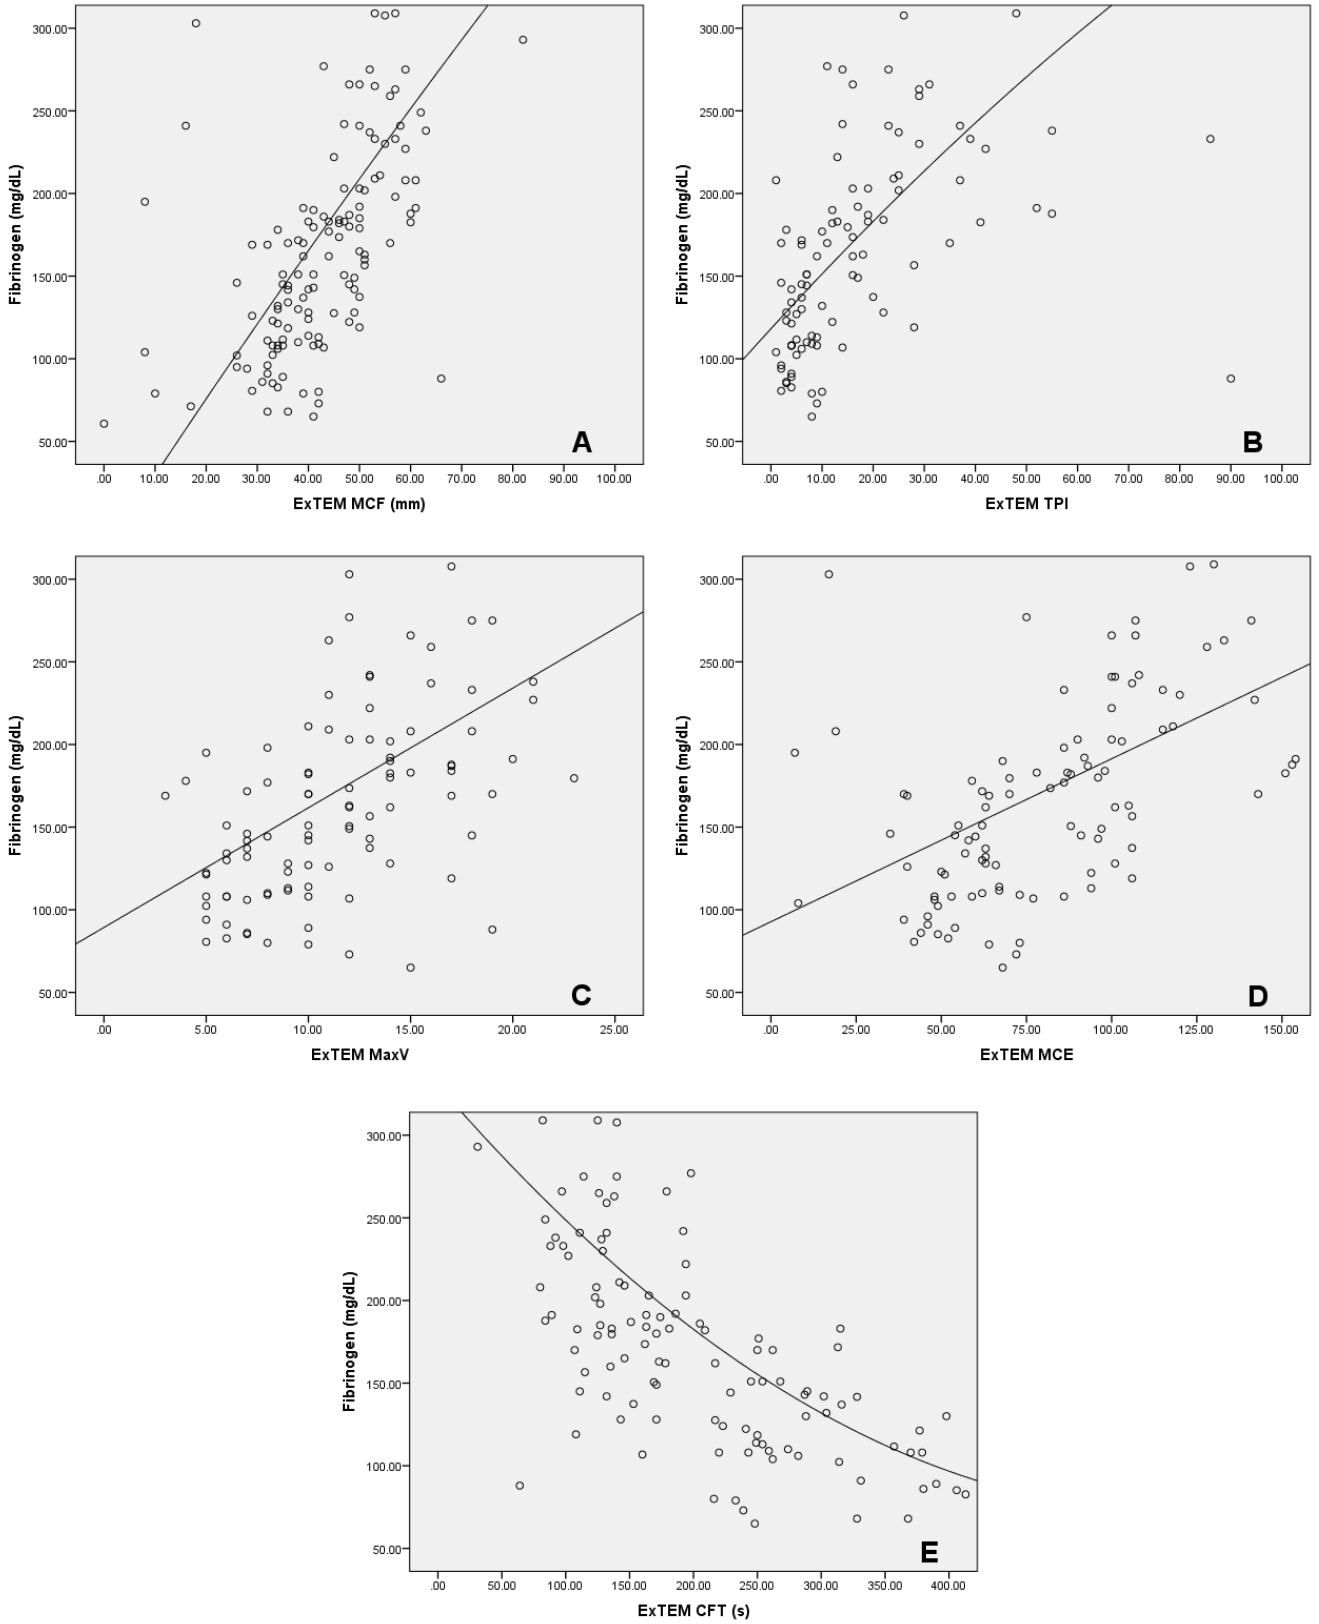 300.00
250.00
200.00
150.00
100.00
50.00
Fibrinogen (mg/dL)
A
.00 10.00 20.00 30.00 40.00 50.00 60.00 70.00 80.00 90.00 100.00
ExTEM MCF (mm)
300.00
250.00
200.00
150.00
100.00
50.00
Fibrinogen (mg/dL)
B
.00 10.00 20.00 30.00 40.00 50.00 60.00 70.00 80.00 90.00 100.00
ExTEM TPI
300.00
250.00
200.00
150.00
100.00
50.00
Fibrinogen (mg/dL)
C
.00 5.00 10.00 15.00 20.00 25.00
ExTEM MaxV
300.00
250.00
200.00
150.00
100.00
50.00
Fibrinogen (mg/dL)
D
.00 25.00 50.00 75.00 100.00 125.00 150.00
ExTEM MCE
300.00
250.00
200.00
150.00
100.00
50.00
Fibrinogen (mg/dL)
E
.00 50.00 100.00 150.00 200.00 250.00 300.00 350.00 400.00
ExTEM CFT (s)